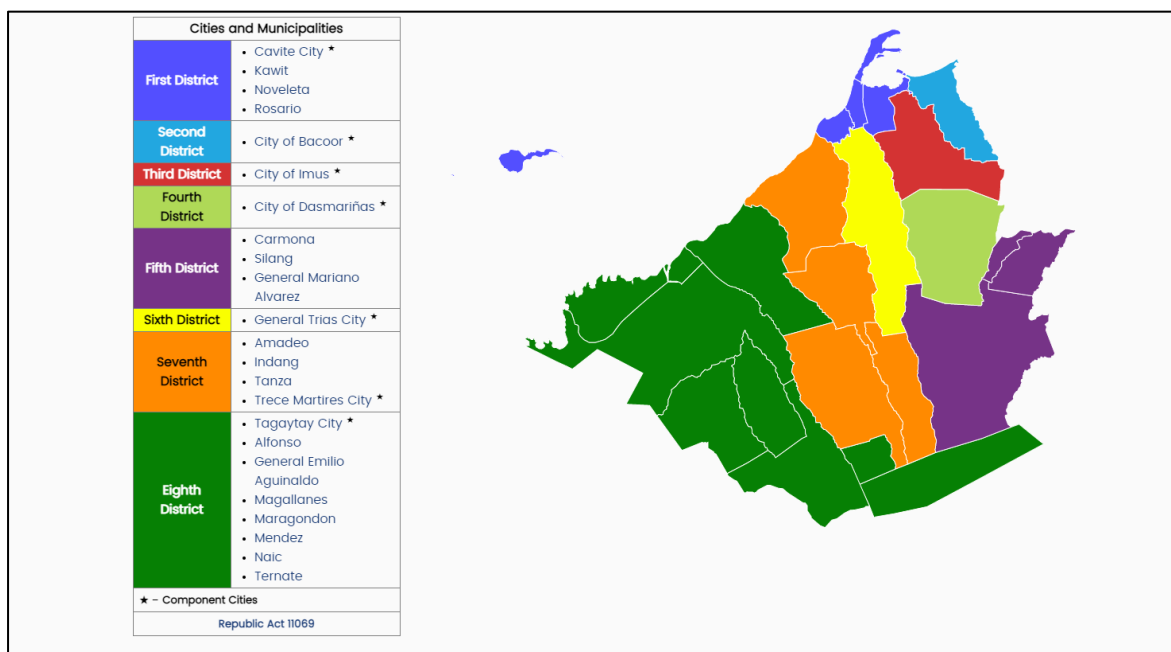 Cities and Municipalities
First District
• Cavite City ★
• Kawit
• Noveleta
• Rosario
Second
District
• City of Bacoor ★
Third District
• City of Imus ★
Fourth
District
• City of Dasmariñas ★
Fifth District
• Carmona
• Silang
• General Mariano
Alvarez
Sixth District
• General Trias City ★
Seventh
District
• Amadeo
• Indang
• Tanza
• Trece Martires City ★
Eighth
District
• Tagaytay City ★
• Alfonso
• General Emilio
Aguinaldo
• Magallanes
• Maragondon
• Mendez
• Naic
• Ternate
★ – Component Cities
Republic Act 11069